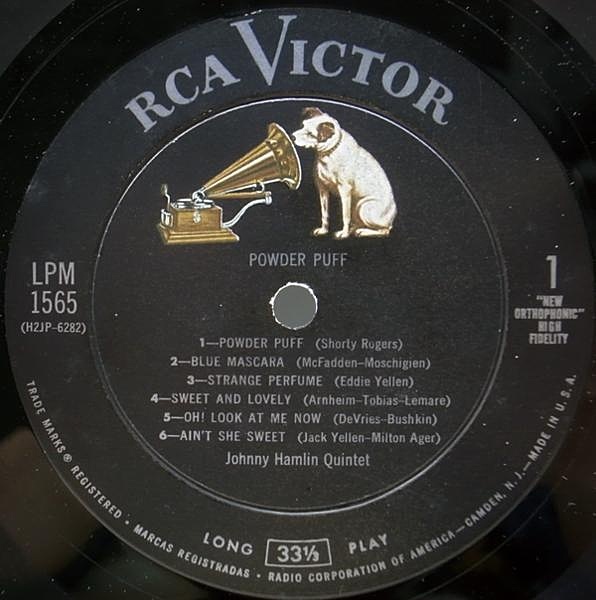 RCA VICTOR
POWDER PUFF
LPM
1565
(H2JP-6282)
1
"NEW
ORTHOPHONIC"
HIGH
FIDELITY
1—POWDER PUFF (Shorty Rogers)
2—BLUE MASCARA (McFadden-Moschigien)
3—STRANGE PERFUME (Eddie Yellen)
4—SWEET AND LOVELY (Arnheim-Tobias-Lemare)
5—OH! LOOK AT ME NOW (DeVries-Bushkin)
6—AIN'T SHE SWEET (Jack Yellen-Milton Ager)
Johnny Hamlin Quintet
LONG 33⅓ PLAY
TRADE MARKS ® REGISTERED • MARCAS REGISTRADAS • RADIO CORPORATION OF AMERICA—CAMDEN, N. J.—MADE IN U.S.A.